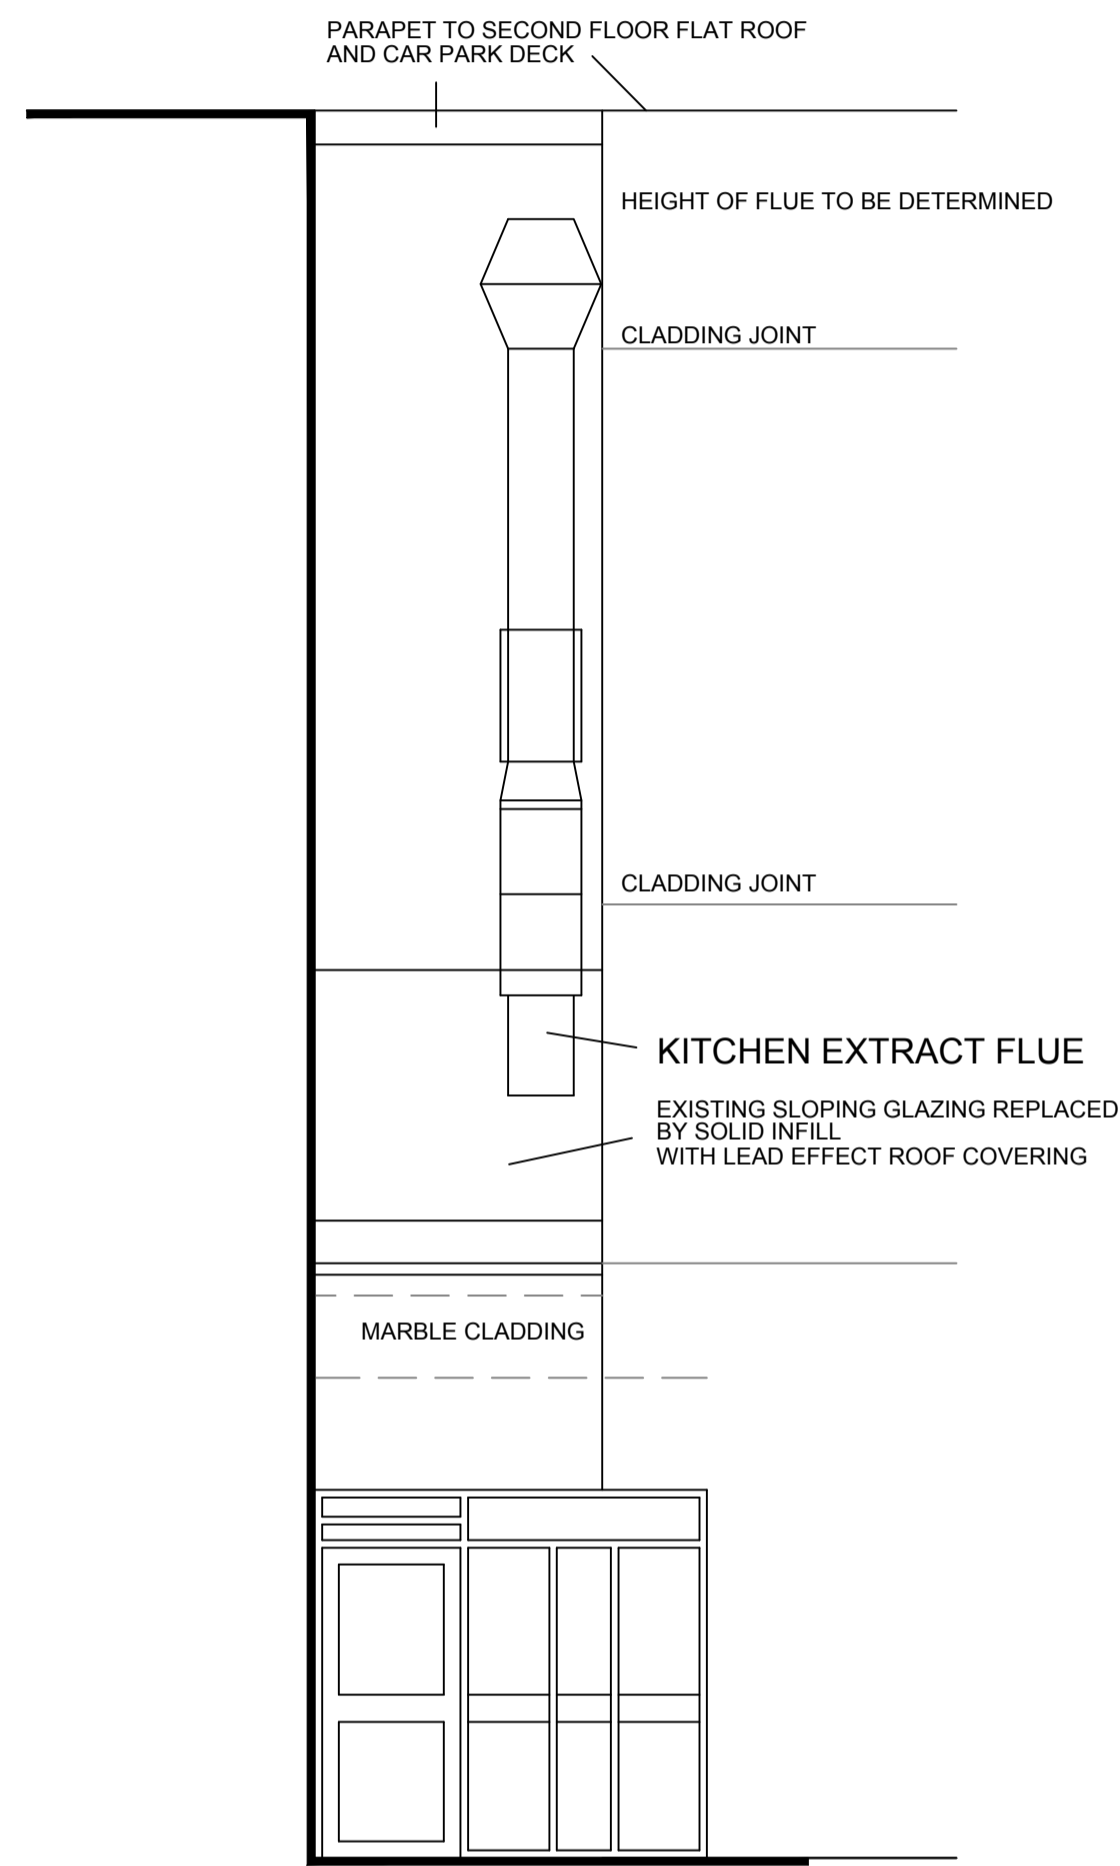 PARAPET TO SECOND FLOOR FLAT ROOF
AND CAR PARK DECK
HEIGHT OF FLUE TO BE DETERMINED
CLADDING JOINT
CLADDING JOINT
KITCHEN EXTRACT FLUE
EXISTING SLOPING GLAZING REPLACED
BY SOLID INFILL
WITH LEAD EFFECT ROOF COVERING
MARBLE CLADDING